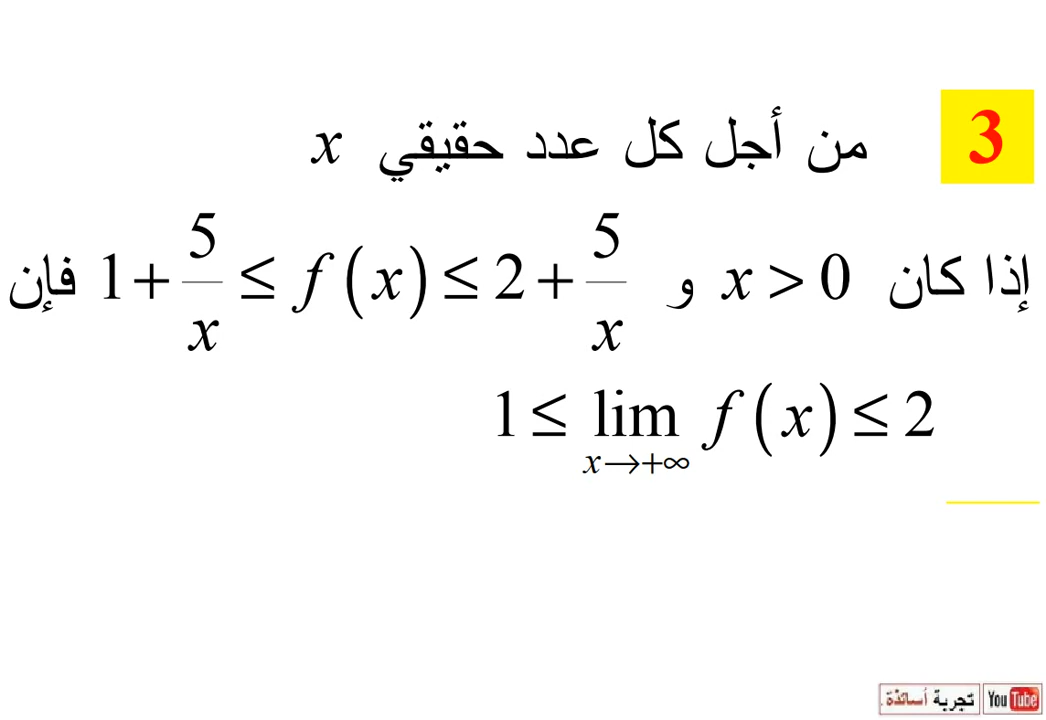 3
من أجل كل عدد حقيقي x
إذا كان x > 0 و 1 + 5/x ≤ f(x) ≤ 2 + 5/x فإن
1 ≤ lim x→+∞ f(x) ≤ 2
تجربة أساتذة YouTube